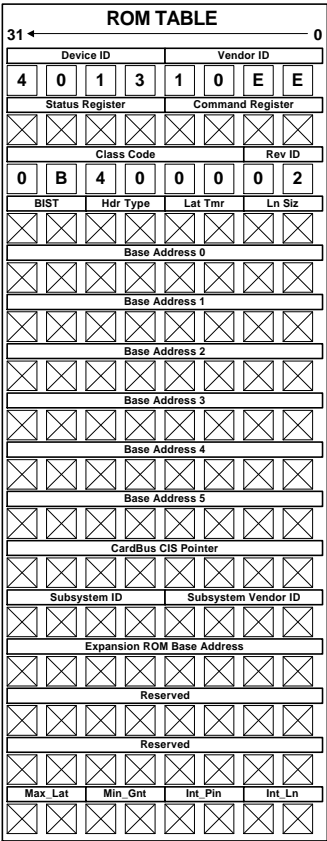 ROM TABLE
31 0
Device ID Vendor ID
4 0 1 3 1 0 E E
Status Register Command Register
Class Code Rev ID
0 B 4 0 0 0 0 2
BIST Hdr Type Lat Tmr Ln Siz
Base Address 0
Base Address 1
Base Address 2
Base Address 3
Base Address 4
Base Address 5
CardBus CIS Pointer
Subsystem ID Subsystem Vendor ID
Expansion ROM Base Address
Reserved
Reserved
Max_Lat Min_Gnt Int_Pin Int_Ln